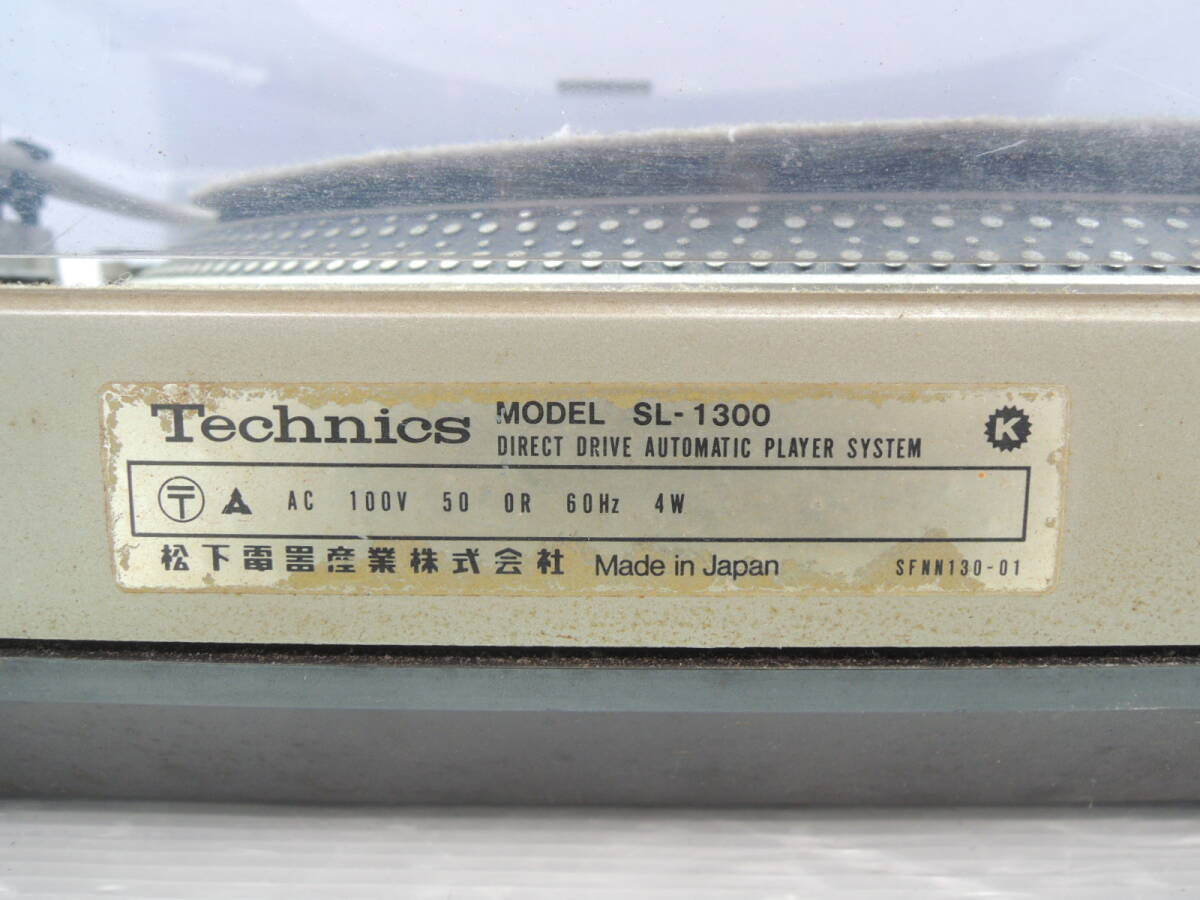 Technics MODEL SL-1300
DIRECT DRIVE AUTOMATIC PLAYER SYSTEM
K
〒 AC 100V 50 OR 60Hz 4W
松下電器産業株式会社 Made in Japan SFNN130-01